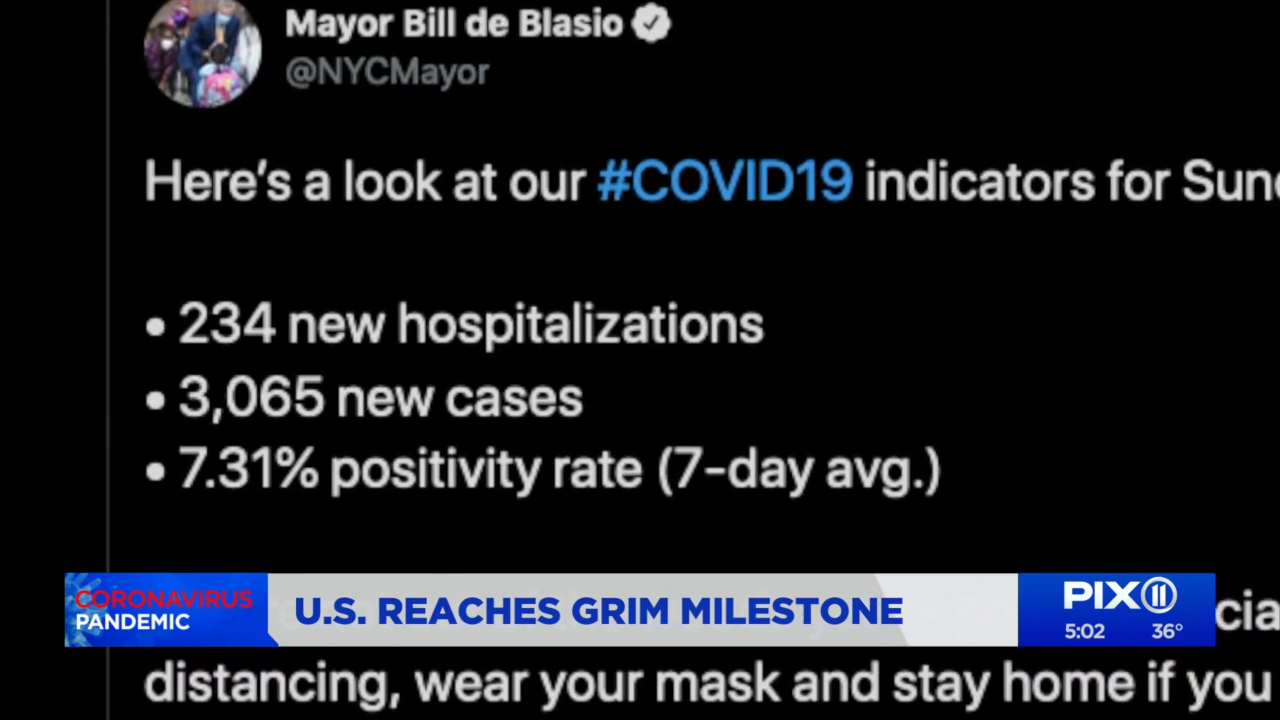 Mayor Bill de Blasio
@NYCMayor
Here's a look at our #COVID19 indicators for
• 234 new hospitalizations
• 3,065 new cases
• 7.31% positivity rate (7-day avg.)
CORONAVIRUS
PANDEMIC
U.S. REACHES GRIM MILESTONE
PIX11
5:02 36°
distancing, wear your mask and stay home if you